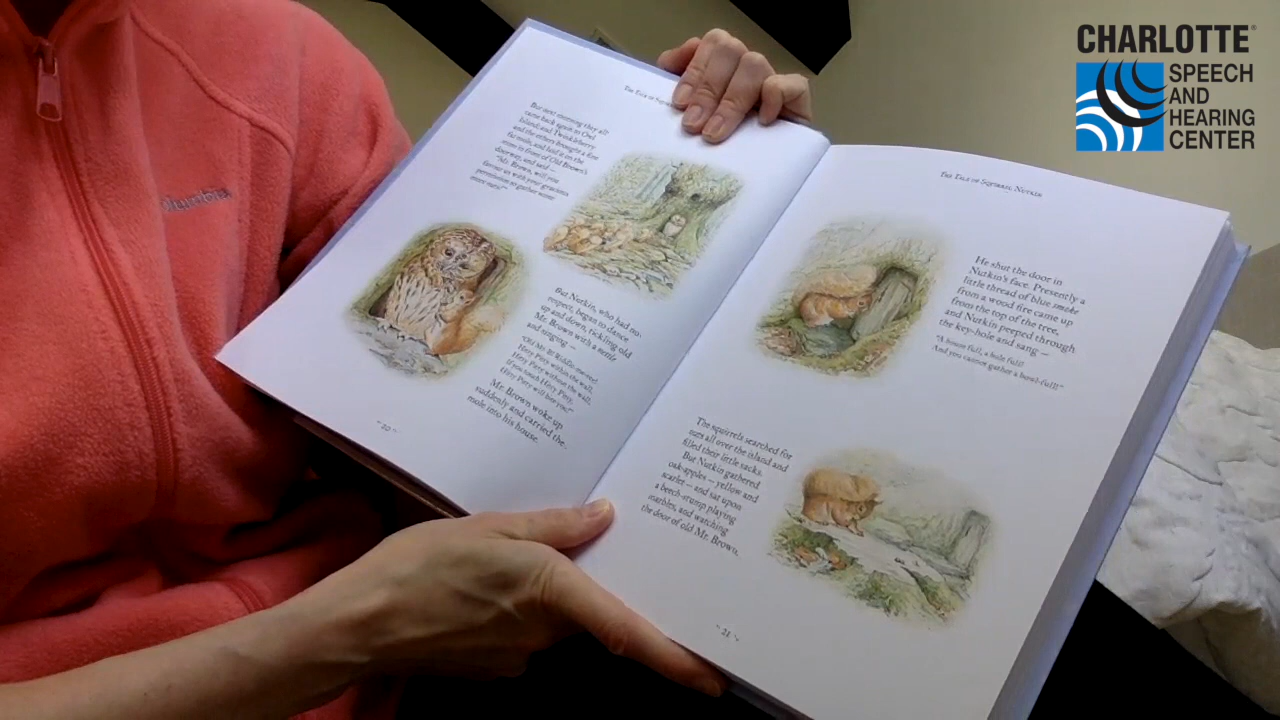 CHARLOTTE
SPEECH
AND
HEARING
CENTER
Columbia
THE TALE OF SQUIRREL
But next morning they all
came back again to Owl
Island; and Twinkleberry
and the others brought a fine
fat mole, and laid it on the
stone in front of Old Brown's
doorway, and said —
"Mr. Brown, will you
favour us with your gracious
permission to gather some
more nuts?"
But Nutkin, who had no
respect, began to dance
up and down, tickling old
Mr. Brown with a nettle
and singing —
"Old Mr. B! Riddle-me-ree!
Hitty Pitty within the wall,
Hitty Pitty without the wall;
If you touch Hitty Pitty,
Hitty Pitty will bite you!"
Mr. Brown woke up
suddenly and carried the
mole into his house.
20
THE TALE OF SQUIRREL NUTKIN
He shut the door in
Nutkin's face. Presently a
little thread of blue smoke
from a wood fire came up
from the top of the tree,
and Nutkin peeped through
the key-hole and sang —
"A house full, a hole full!
And you cannot gather a bowl-full!"
The squirrels searched for
nuts all over the island and
filled their little sacks.
But Nutkin gathered
oak-apples — yellow and
scarlet — and sat upon
a beech-stump playing
marbles, and watching
the door of old Mr. Brown.
21